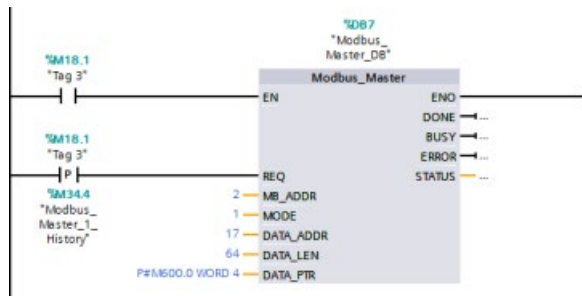 %DB7
"Modbus_
Master_DB"
%M18.1
"Tag 3"
Modbus_Master
EN
ENO
DONE
...
BUSY
...
ERROR
...
STATUS
...
%M18.1
"Tag 3"
P
REQ
%M34.4
"Modbus_
Master_1_
History"
2
MB_ADDR
1
MODE
17
DATA_ADDR
64
DATA_LEN
P#M600.0 WORD 4
DATA_PTR